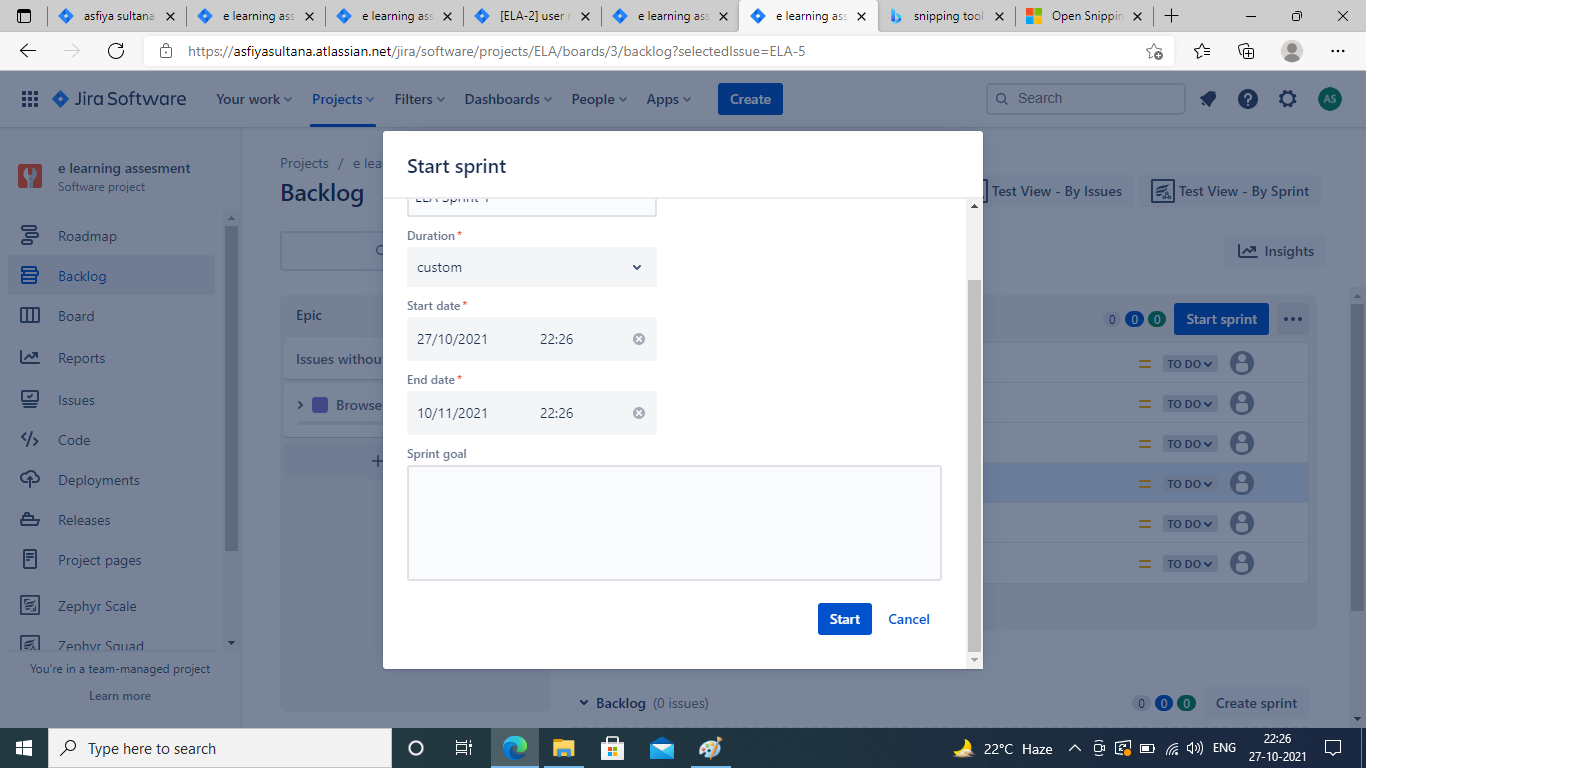 asfiya sultana
e learning ass
e learning ass
[ELA-2] user
e learning ass
e learning ass
snipping tool
Open Snippin
https://asfiyasultana.atlassian.net/jira/software/projects/ELA/boards/3/backlog?selectedIssue=ELA-5
Jira Software
Your work
Projects
Filters
Dashboards
People
Apps
Create
Search
AS
e learning assesment
Software project
Roadmap
Backlog
Board
Reports
Issues
Code
Deployments
Releases
Project pages
Zephyr Scale
Zephyr Squad
You're in a team-managed project
Learn more
Projects / e lea
Backlog
Test View - By Issues
Test View - By Sprint
Insights
Epic
Issues withou
Browse
+
0 0 0
Start sprint
TO DO
TO DO
TO DO
TO DO
TO DO
TO DO
Start sprint
ELA Sprint 1
Duration*
custom
Start date*
27/10/2021 22:26
End date*
10/11/2021 22:26
Sprint goal
Start
Cancel
Backlog (0 issues)
0 0 0
Create sprint
Type here to search
22°C Haze
ENG
22:26
27-10-2021